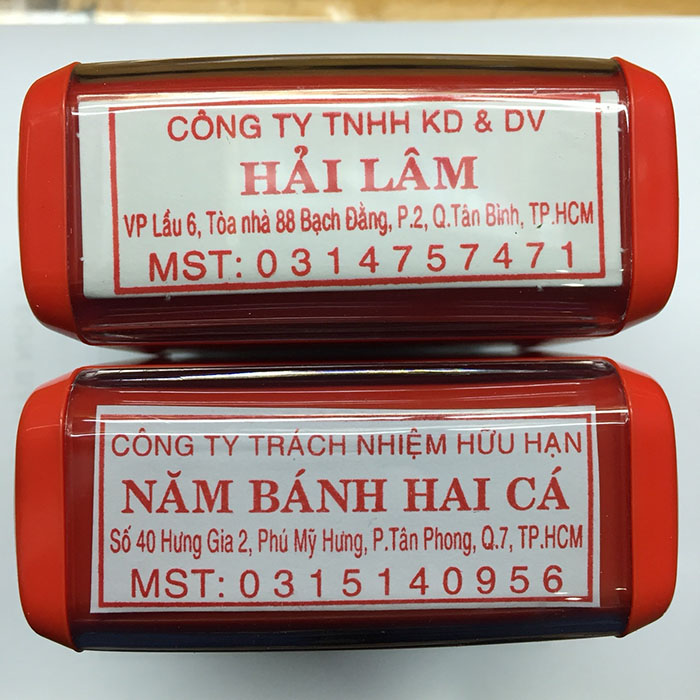 CÔNG TY TNHH KD & DV
HẢI LÂM
VP Lầu 6, Tòa nhà 88 Bạch Đằng, P.2, Q.Tân Bình, TP.HCM
MST: 0314757471
CÔNG TY TRÁCH NHIỆM HỮU HẠN
NĂM BÁNH HAI CÁ
Số 40 Hưng Gia 2, Phú Mỹ Hưng, P.Tân Phong, Q.7, TP.HCM
MST: 0315140956